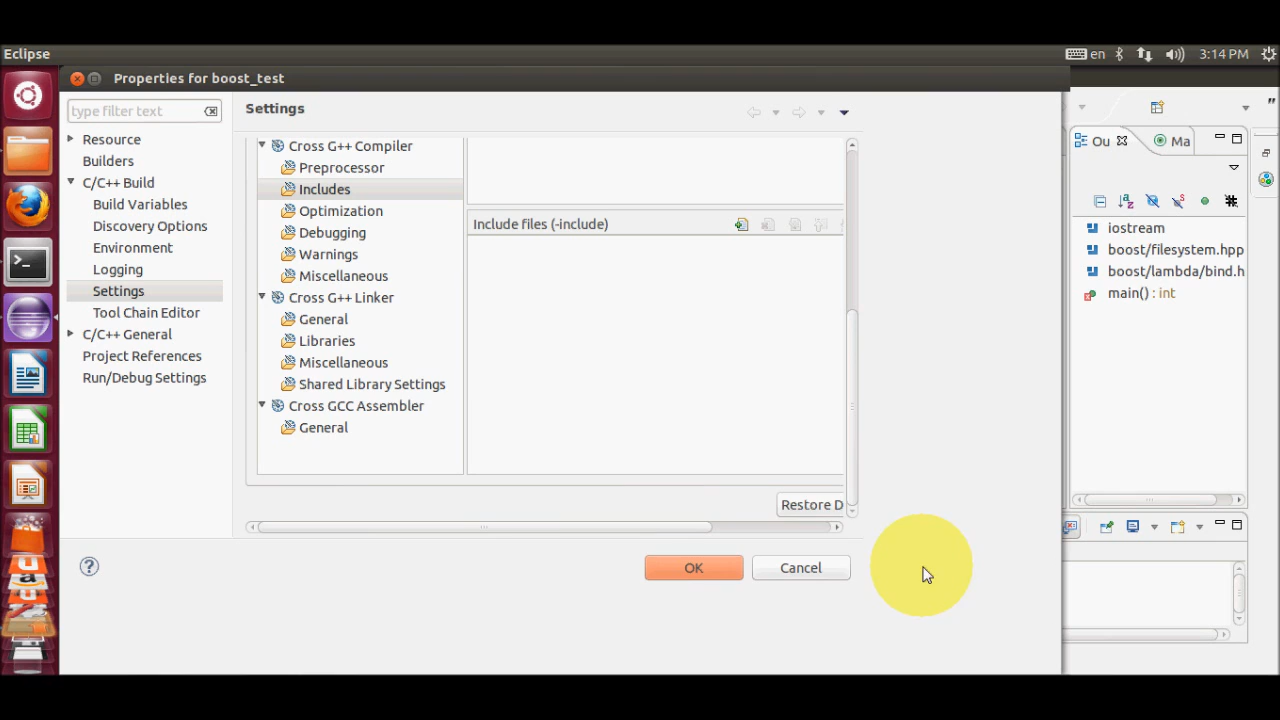 Eclipse
en
3:14 PM
Properties for boost_test
type filter text
Resource
Builders
C/C++ Build
Build Variables
Discovery Options
Environment
Logging
Settings
Tool Chain Editor
C/C++ General
Project References
Run/Debug Settings
Settings
Cross G++ Compiler
Preprocessor
Includes
Optimization
Debugging
Warnings
Miscellaneous
Cross G++ Linker
General
Libraries
Miscellaneous
Shared Library Settings
Cross GCC Assembler
General
Include files (-include)
Restore D
OK
Cancel
Ou
Ma
iostream
boost/filesystem.hpp
boost/lambda/bind.h
main() : int